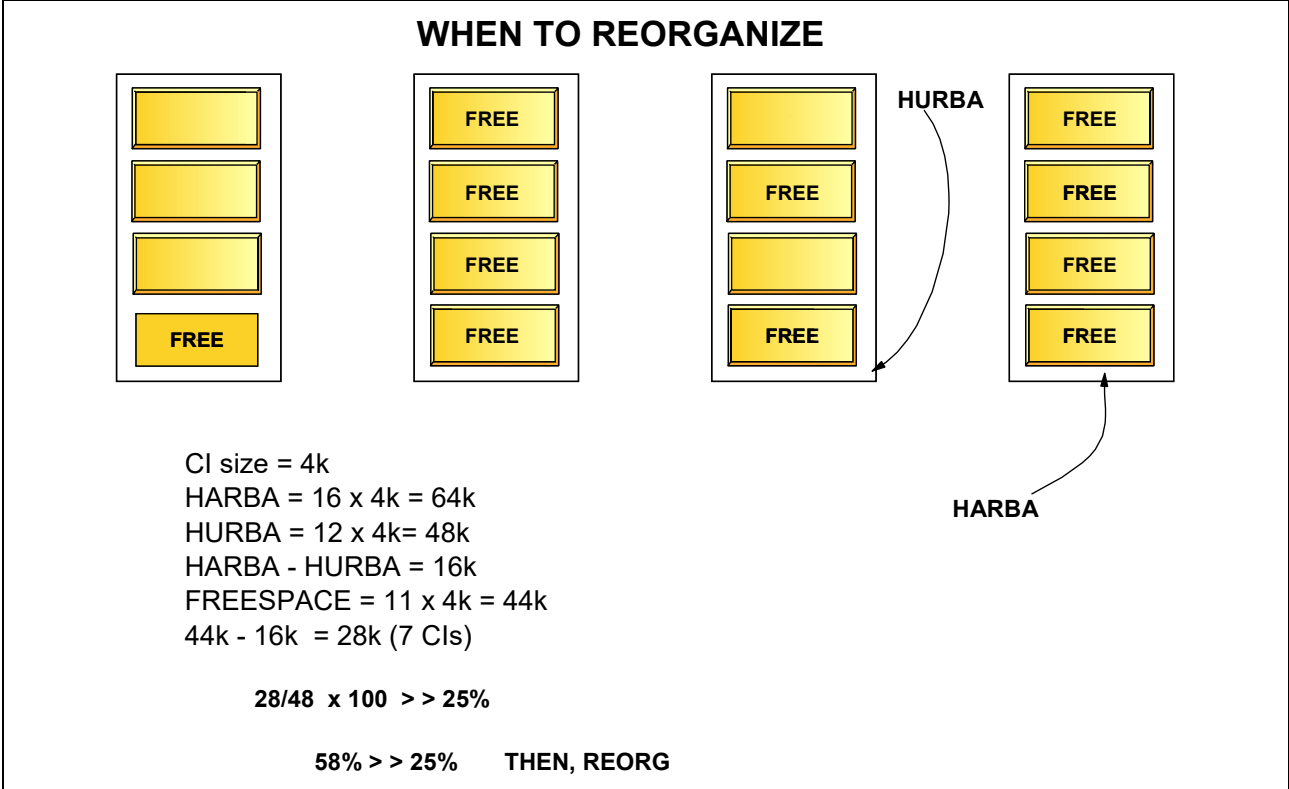 WHEN TO REORGANIZE
FREE
FREE
FREE
FREE
FREE
FREE
FREE
HURBA
FREE
FREE
FREE
FREE
HARBA
CI size = 4k
HARBA = 16 x 4k = 64k
HURBA = 12 x 4k= 48k
HARBA - HURBA = 16k
FREESPACE = 11 x 4k = 44k
44k - 16k  = 28k (7 CIs)
28/48  x 100  > > 25%
58% > > 25% THEN, REORG